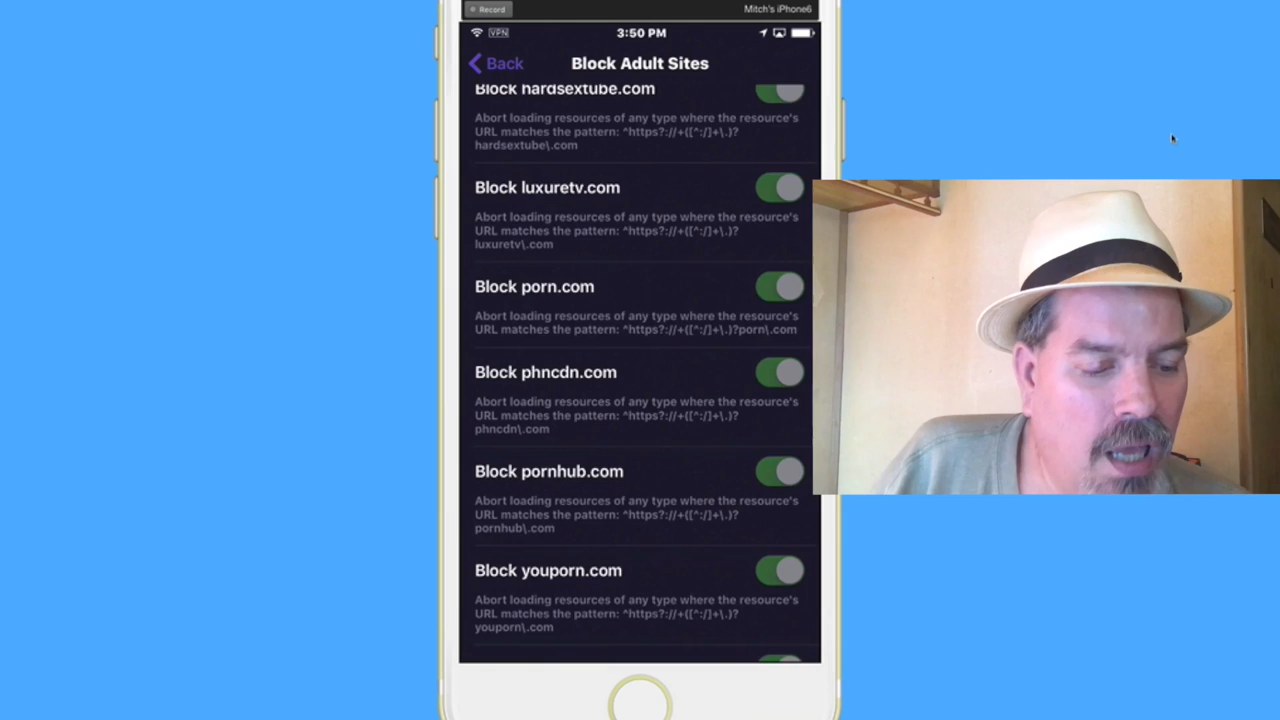 Record
Mitch's iPhone6
VPN
3:50 PM
Back
Block Adult Sites
Block hardsextube.com
Abort loading resources of any type where the resource's
URL matches the pattern: ^https?://+([^:/]+\.)?
hardsextube\.com
Block luxuretv.com
Abort loading resources of any type where the resource's
URL matches the pattern: ^https?://+([^:/]+\.)?
luxuretv\.com
Block porn.com
Abort loading resources of any type where the resource's
URL matches the pattern: ^https?://+([^:/]+\.)?porn\.com
Block phncdn.com
Abort loading resources of any type where the resource's
URL matches the pattern: ^https?://+([^:/]+\.)?
phncdn\.com
Block pornhub.com
Abort loading resources of any type where the resource's
URL matches the pattern: ^https?://+([^:/]+\.)?
pornhub\.com
Block youporn.com
Abort loading resources of any type where the resource's
URL matches the pattern: ^https?://+([^:/]+\.)?
youporn\.com